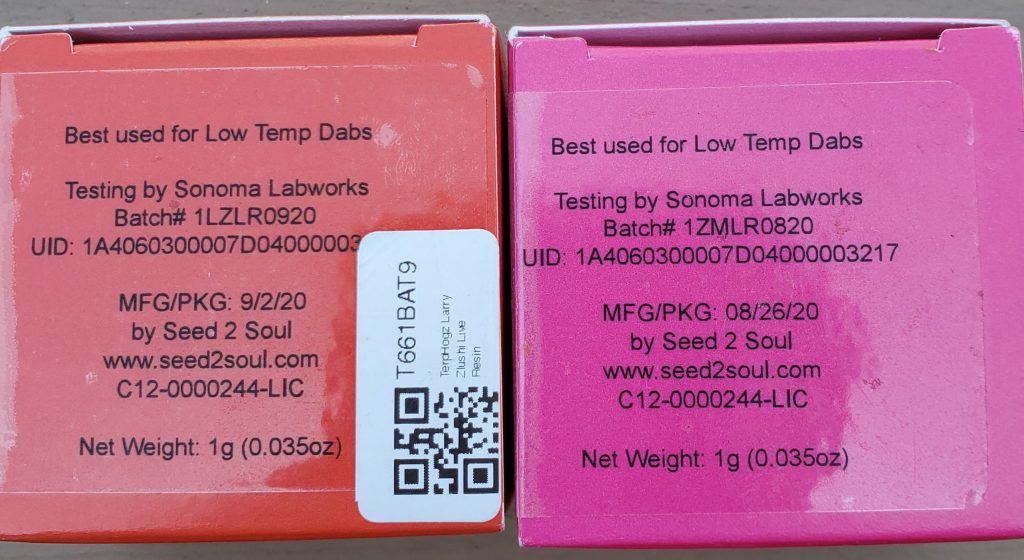 Best used for Low Temp Dabs
Testing by Sonoma Labworks
Batch# 1LZLR0920
UID: 1A4060300007D04000003
MFG/PKG: 9/2/20
by Seed 2 Soul
www.seed2soul.com
C12-0000244-LIC
Net Weight: 1g (0.035oz)
T661BAT9
TerpHogz Larry
Zlushi Live
Resin
Best used for Low Temp Dabs
Testing by Sonoma Labworks
Batch# 1ZMLR0820
UID: 1A4060300007D04000003217
MFG/PKG: 08/26/20
by Seed 2 Soul
www.seed2soul.com
C12-0000244-LIC
Net Weight: 1g (0.035oz)